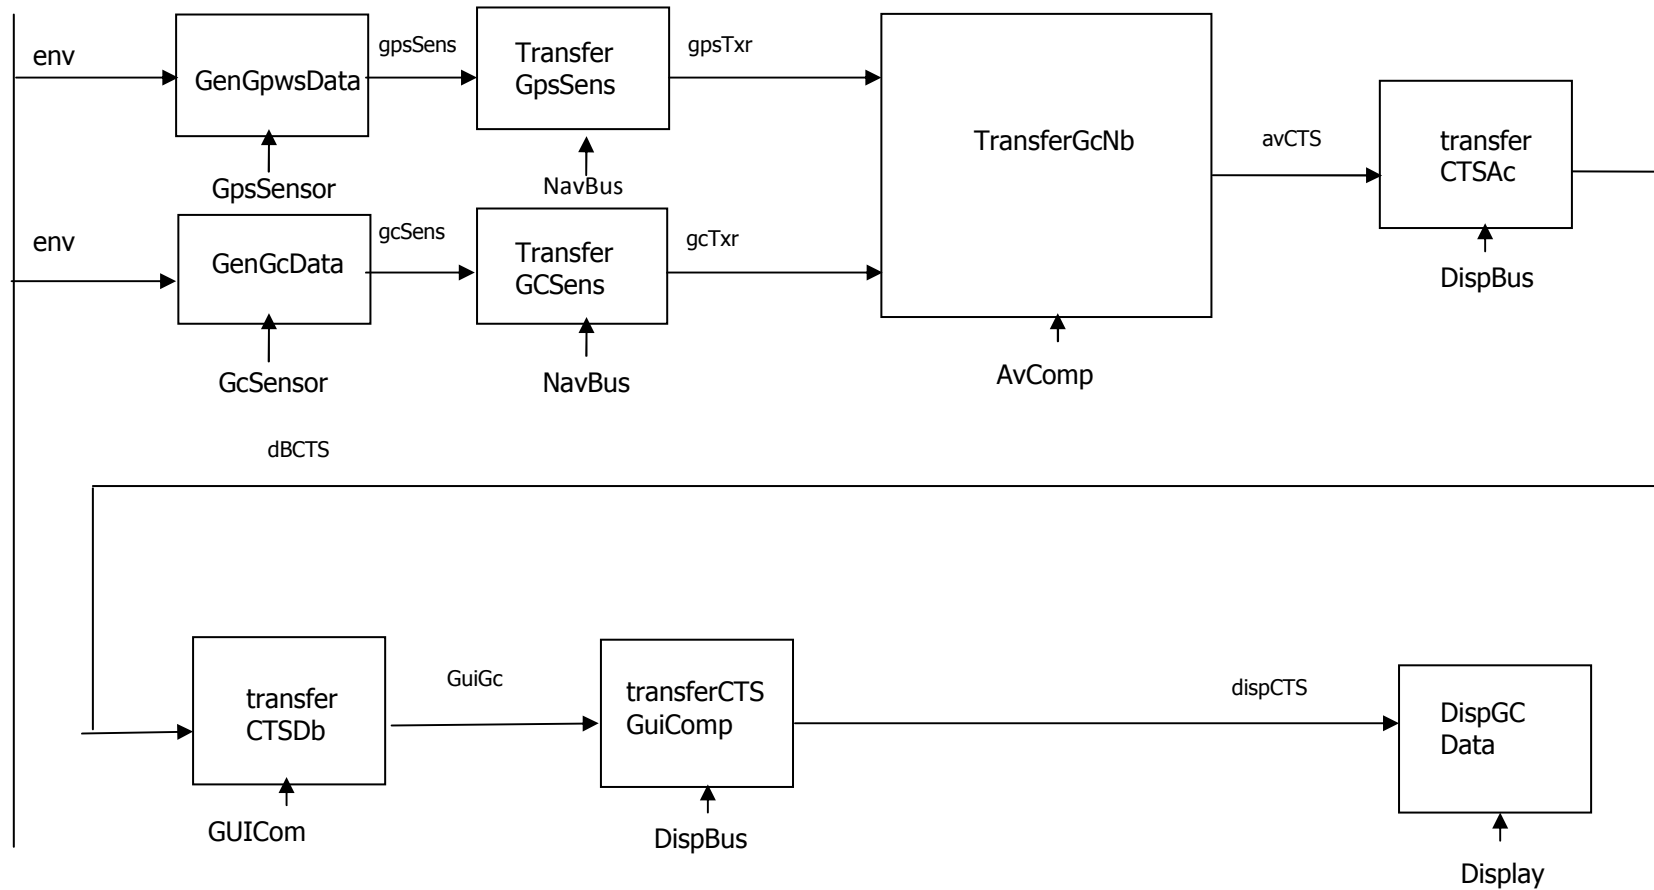 env
gpsSens
gpsTxr
GenGpwsData
Transfer
GpsSens
TransferGcNb
avCTS
transfer
CTSAc
GpsSensor
NavBus
env
gcSens
gcTxr
GenGcData
Transfer
GCSens
DispBus
GcSensor
NavBus
AvComp
dBCTS
transfer
CTSDb
GuiGc
transferCTS
GuiComp
dispCTS
DispGC
Data
GUICom
DispBus
Display